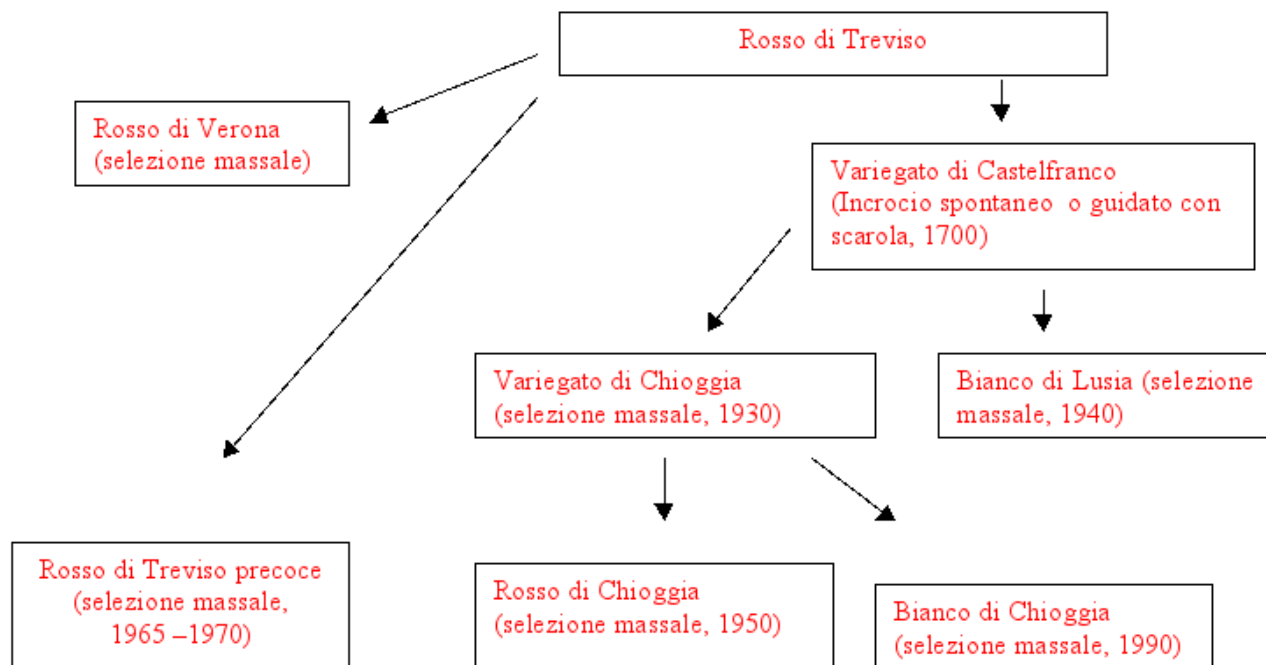 Rosso di Treviso
Rosso di Verona
(selezione massale)
Variegato di Castelfranco
(Incrocio spontaneo o guidato con
scarola, 1700)
Variegato di Chioggia
(selezione massale, 1930)
Bianco di Lusia (selezione
massale, 1940)
Rosso di Treviso precoce
(selezione massale,
1965 –1970)
Rosso di Chioggia
(selezione massale, 1950)
Bianco di Chioggia
(selezione massale, 1990)